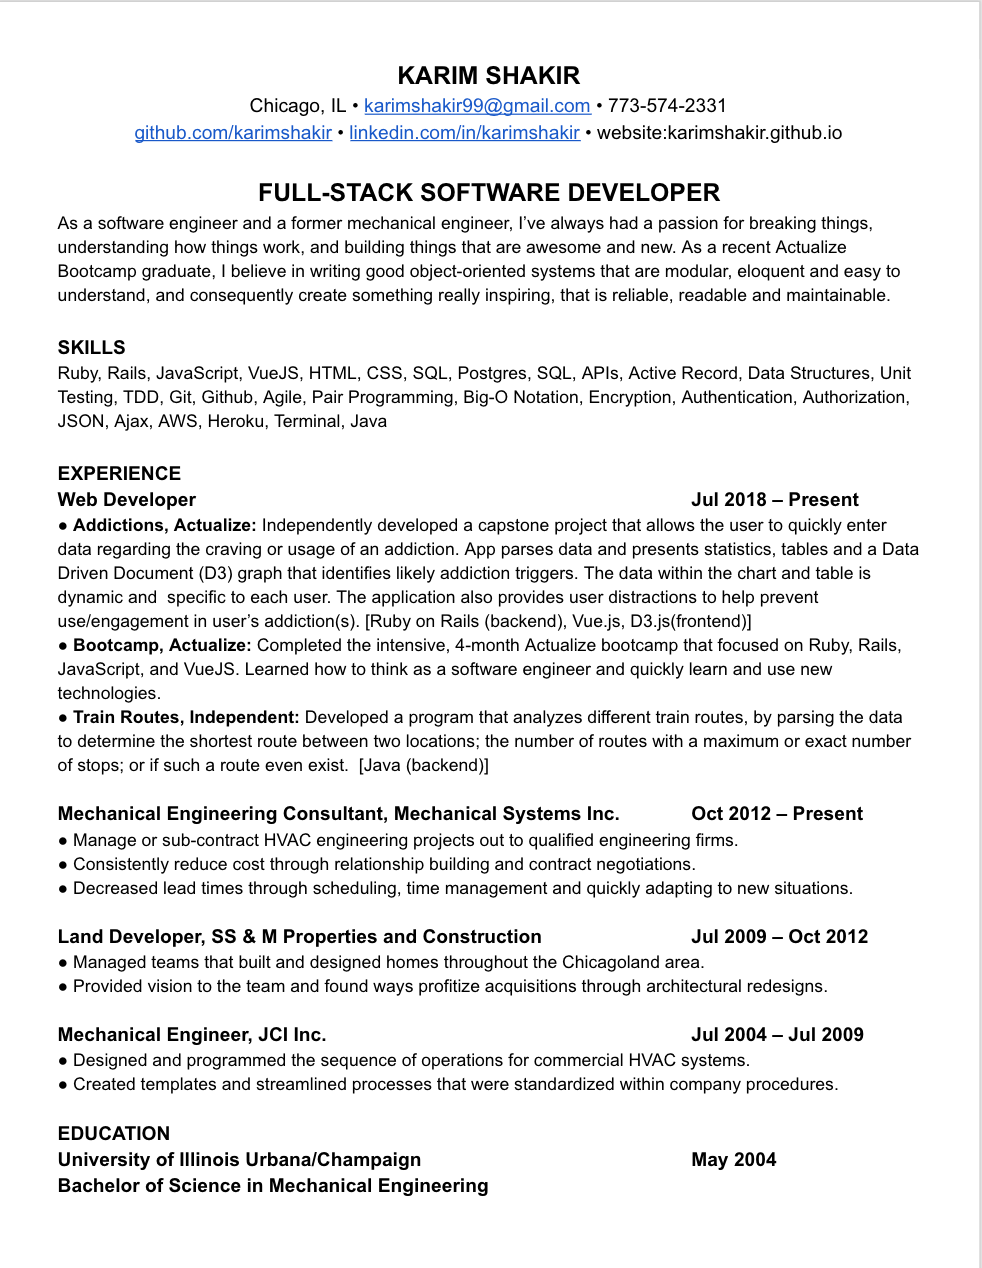 KARIM SHAKIR
Chicago, IL • karimshakir99@gmail.com • 773-574-2331
github.com/karimshakir • linkedin.com/in/karimshakir • website:karimshakir.github.io
FULL-STACK SOFTWARE DEVELOPER
As a software engineer and a former mechanical engineer, I’ve always had a passion for breaking things,
understanding how things work, and building things that are awesome and new. As a recent Actualize
Bootcamp graduate, I believe in writing good object-oriented systems that are modular, eloquent and easy to
understand, and consequently create something really inspiring, that is reliable, readable and maintainable.
SKILLS
Ruby, Rails, JavaScript, VueJS, HTML, CSS, SQL, Postgres, SQL, APIs, Active Record, Data Structures, Unit
Testing, TDD, Git, Github, Agile, Pair Programming, Big-O Notation, Encryption, Authentication, Authorization,
JSON, Ajax, AWS, Heroku, Terminal, Java
EXPERIENCE
Web Developer Jul 2018 – Present
● Addictions, Actualize: Independently developed a capstone project that allows the user to quickly enter
data regarding the craving or usage of an addiction. App parses data and presents statistics, tables and a Data
Driven Document (D3) graph that identifies likely addiction triggers. The data within the chart and table is
dynamic and  specific to each user. The application also provides user distractions to help prevent
use/engagement in user’s addiction(s). [Ruby on Rails (backend), Vue.js, D3.js(frontend)]
● Bootcamp, Actualize: Completed the intensive, 4-month Actualize bootcamp that focused on Ruby, Rails,
JavaScript, and VueJS. Learned how to think as a software engineer and quickly learn and use new
technologies.
● Train Routes, Independent: Developed a program that analyzes different train routes, by parsing the data
to determine the shortest route between two locations; the number of routes with a maximum or exact number
of stops; or if such a route even exist.  [Java (backend)]
Mechanical Engineering Consultant, Mechanical Systems Inc. Oct 2012 – Present
● Manage or sub-contract HVAC engineering projects out to qualified engineering firms.
● Consistently reduce cost through relationship building and contract negotiations.
● Decreased lead times through scheduling, time management and quickly adapting to new situations.
Land Developer, SS & M Properties and Construction Jul 2009 – Oct 2012
● Managed teams that built and designed homes throughout the Chicagoland area.
● Provided vision to the team and found ways profitize acquisitions through architectural redesigns.
Mechanical Engineer, JCI Inc. Jul 2004 – Jul 2009
● Designed and programmed the sequence of operations for commercial HVAC systems.
● Created templates and streamlined processes that were standardized within company procedures.
EDUCATION
University of Illinois Urbana/Champaign May 2004
Bachelor of Science in Mechanical Engineering